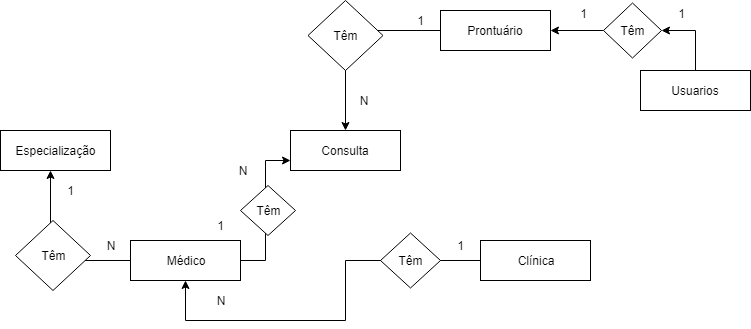 1
Prontuário
1
Têm
1
Têm
Usuarios
N
Especialização
Consulta
N
1
Têm
1
Têm
N
Médico
Têm
1
Clínica
N